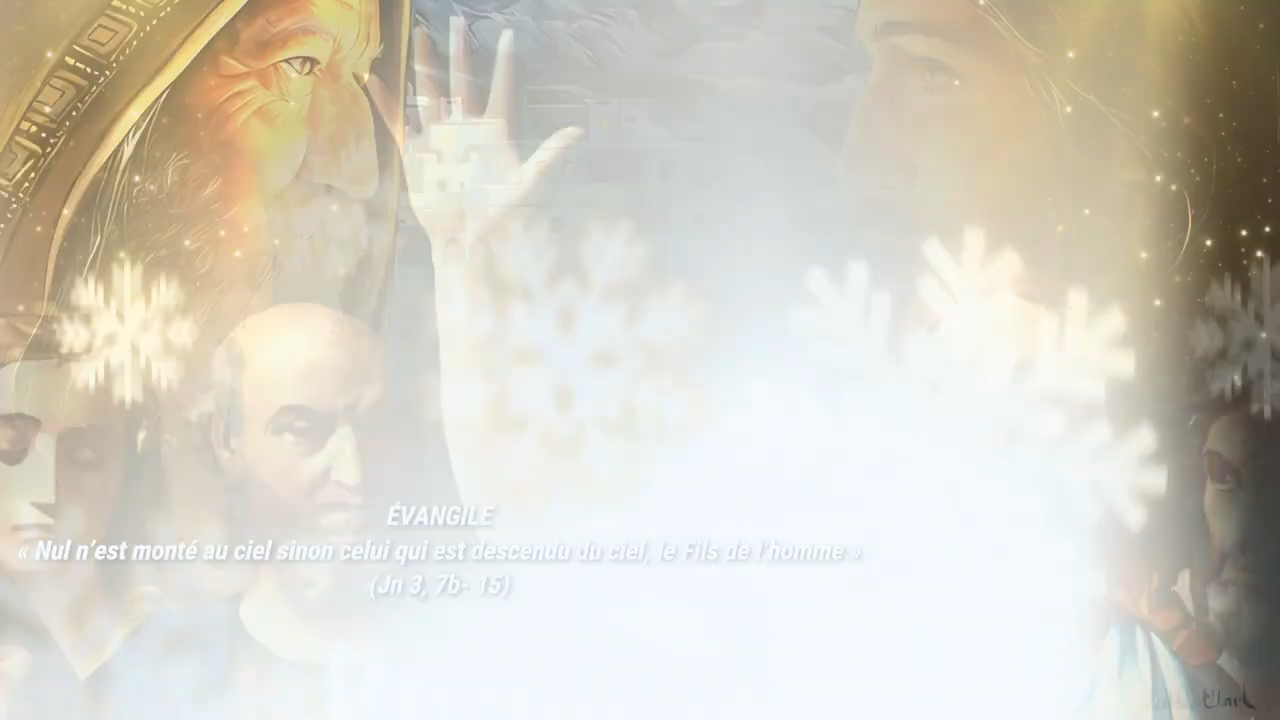 ÉVANGILE
« Nul n’est monté au ciel sinon celui qui est descendu du ciel, le Fils de l’homme »
(Jn 3, 7b- 15)